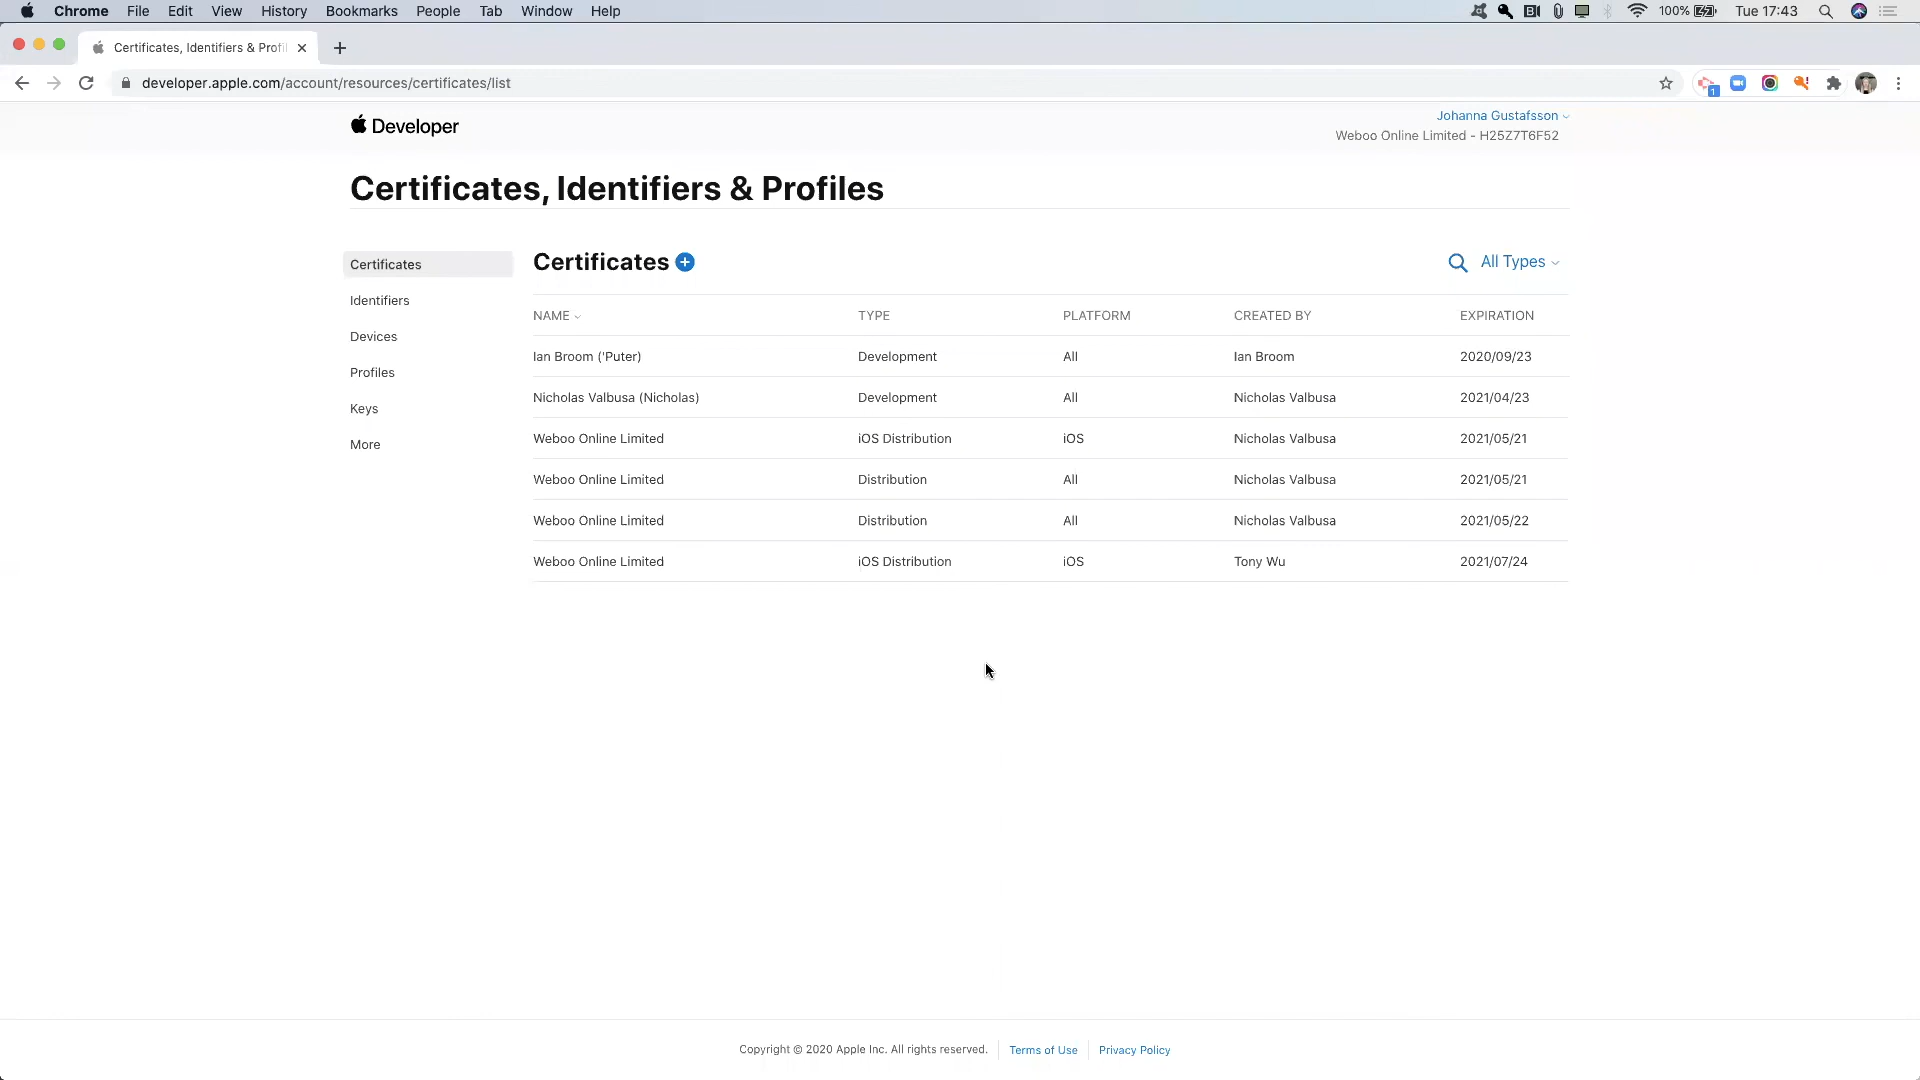 Chrome File Edit View History Bookmarks People Tab Window Help 100% Tue 17:43
Certificates, Identifiers & Profi
developer.apple.com/account/resources/certificates/list
1
Developer
Johanna Gustafsson
Weboo Online Limited - H25Z7T6F52
Certificates, Identifiers & Profiles
Certificates
Identifiers
Devices
Profiles
Keys
More
Certificates
All Types
NAME TYPE PLATFORM CREATED BY EXPIRATION
Ian Broom ('Puter) Development All Ian Broom 2020/09/23
Nicholas Valbusa (Nicholas) Development All Nicholas Valbusa 2021/04/23
Weboo Online Limited iOS Distribution iOS Nicholas Valbusa 2021/05/21
Weboo Online Limited Distribution All Nicholas Valbusa 2021/05/21
Weboo Online Limited Distribution All Nicholas Valbusa 2021/05/22
Weboo Online Limited iOS Distribution iOS Tony Wu 2021/07/24
Copyright © 2020 Apple Inc. All rights reserved. Terms of Use Privacy Policy